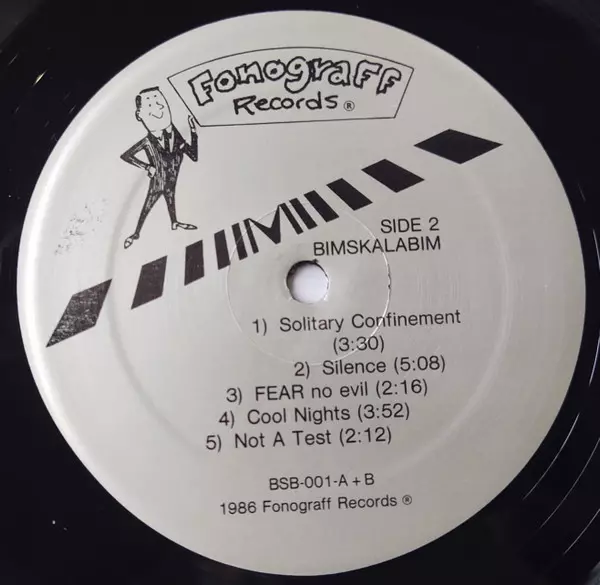 Fonograff
Records ®
SIDE 2
BIMSKALABIM
1) Solitary Confinement
(3:30)
2) Silence (5:08)
3) FEAR no evil (2:16)
4) Cool Nights (3:52)
5) Not A Test (2:12)
BSB-001-A + B
1986 Fonograff Records ®